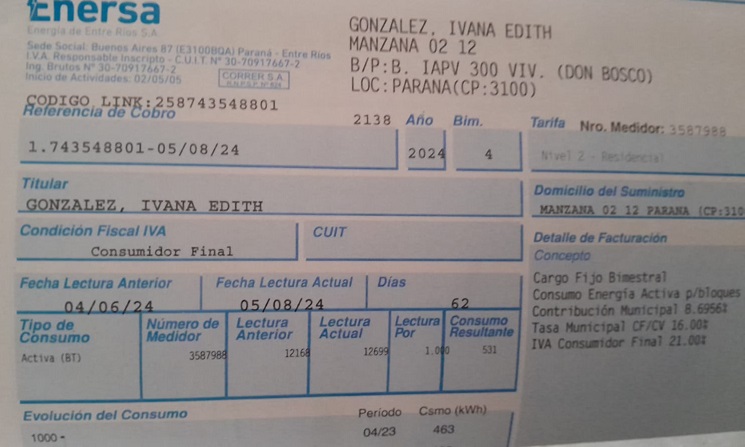 Enersa
Energía de Entre Ríos S.A.
Sede Social: Buenos Aires 87 (E3100BQA) Paraná - Entre Ríos
I.V.A. Responsable Inscripto - C.U.I.T. N° 30-70917667-2
Ing. Brutos N° 30-70917667-2
Inicio de Actividades: 02/05/05
CORRER S.A.
CODIGO LINK:258743548801
GONZALEZ, IVANA EDITH
MANZANA 02 12
B/P:B. IAPV 300 VIV. (DON BOSCO)
LOC:PARANA(CP:3100)
Referencia de Cobro 2138 Año Bim.
1.743548801-05/08/24 2024 4
Tarifa Nro. Medidor: 3587988
Nivel 2 - Residencial
Titular
GONZALEZ, IVANA EDITH
Domicilio del Suministro
MANZANA 02 12 PARANA (CP:310
Condición Fiscal IVA CUIT
Consumidor Final
Detalle de Facturación
Concepto
Cargo Fijo Bimestral
Consumo Energía Activa p/bloques
Contribución Municipal 8.6956%
Tasa Municipal CF/CV 16.00%
IVA Consumidor Final 21.00%
Fecha Lectura Anterior Fecha Lectura Actual Días
04/06/24 05/08/24 62
Tipo de Consumo Número de Medidor Lectura Anterior Lectura Actual Lectura Por Consumo Resultante
Activa (BT) 3587988 12168 12699 1.000 531
Evolución del Consumo Período Csmo (kWh)
1000 - 04/23 463